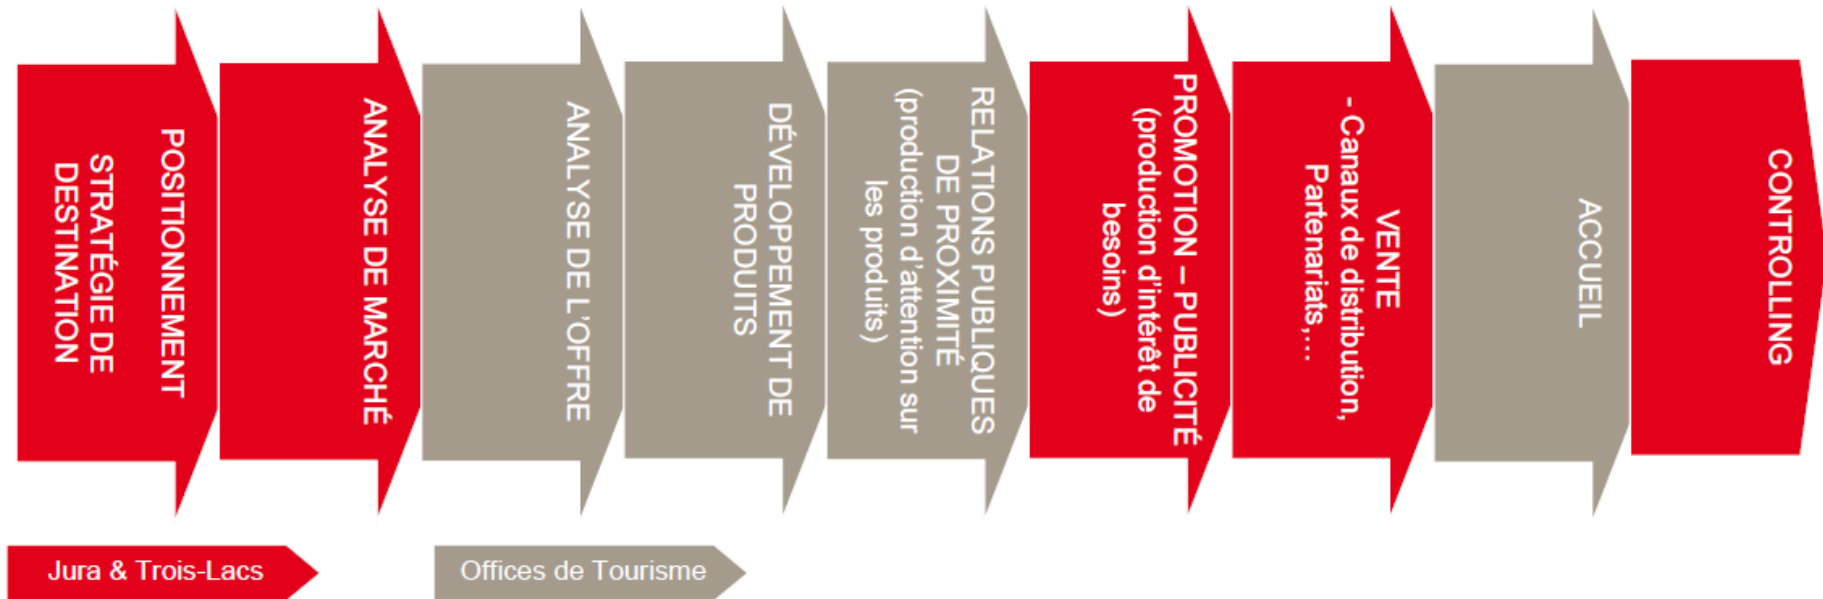 POSITIONNEMENT
STRATÉGIE DE
DESTINATION
ANALYSE DE MARCHÉ
ANALYSE DE L'OFFRE
DÉVELOPPEMENT DE
PRODUITS
RELATIONS PUBLIQUES
DE PROXIMITÉ
(production d'attention sur
les produits)
PROMOTION – PUBLICITÉ
(production d'intérêt de
besoins)
VENTE
- Canaux de distribution,
Partenariats,...
ACCUEIL
CONTROLLING
Jura & Trois-Lacs
Offices de Tourisme